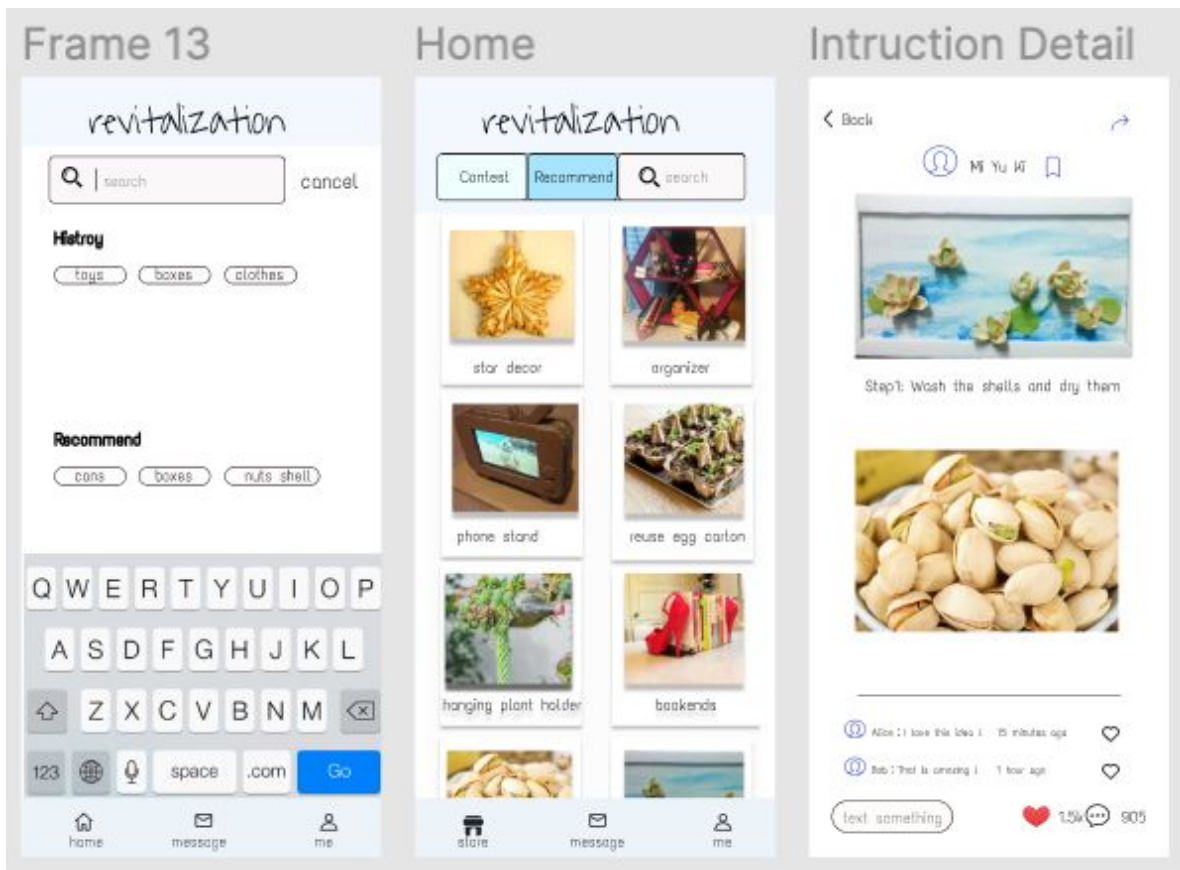 Frame 13
revitalization
search cancel
Histroy
toys boxes clothes
Recommend
cans boxes nuts shell
Q W E R T Y U I O P
A S D F G H J K L
Z X C V B N M
123 space .com Go
home message me
Home
revitalization
Contest Recommend search
star decor organizer
phone stand reuse egg carton
hanging plant holder bookends
store message me
Intruction Detail
Back
Mi Yu Ki
Step1: Wash the shells and dry them
Alice : I love this idea ! 15 minutes ago
Bob : That is amazing ! 1 hour ago
text something 1.5k 905